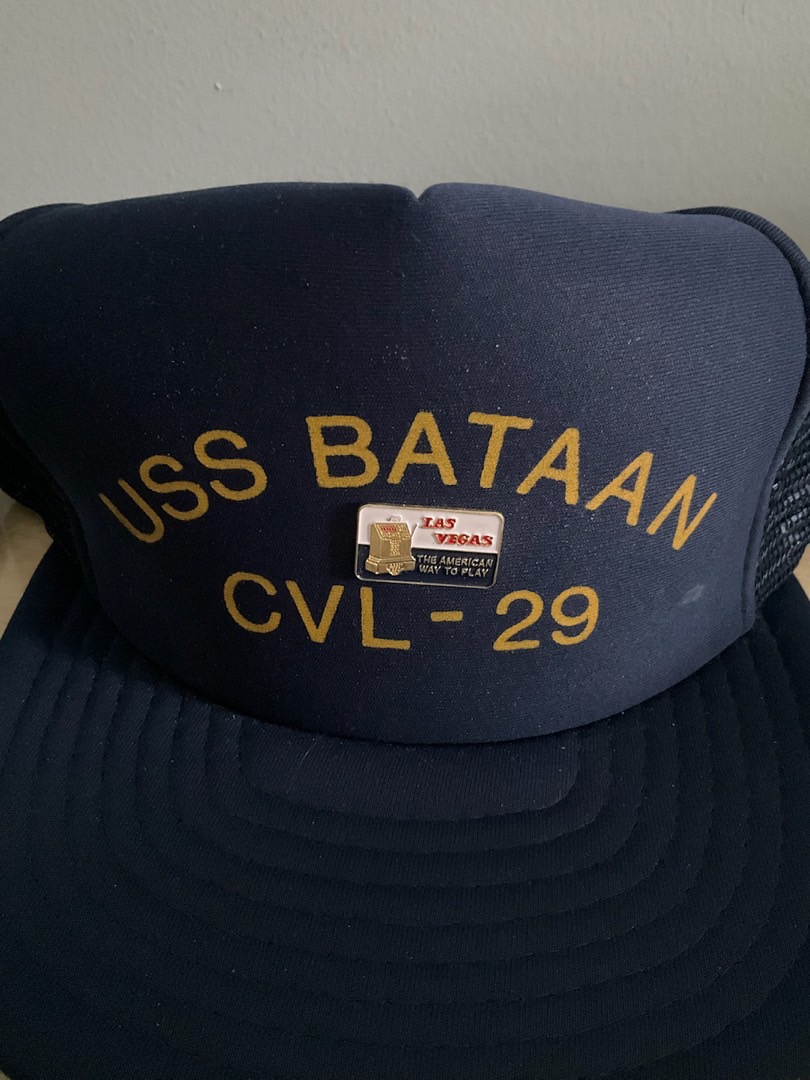 USS BATAAN
LAS
VEGAS
THE AMERICAN
WAY TO PLAY
CVL-29